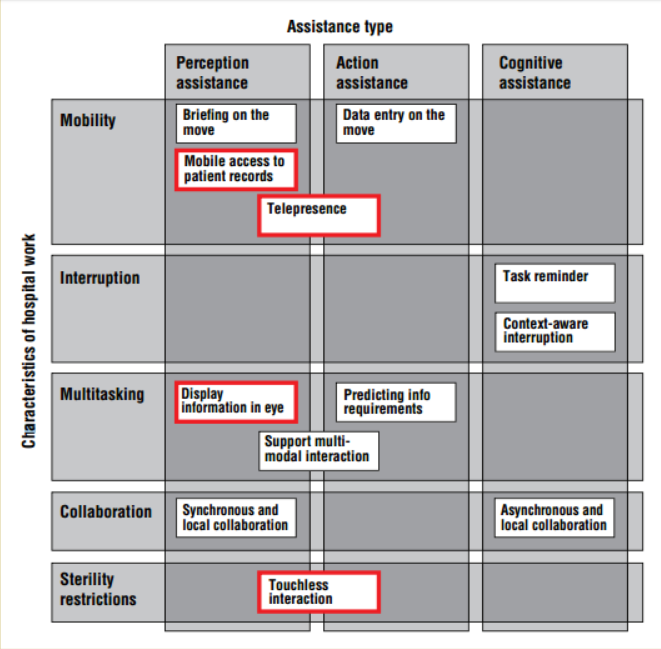 Assistance type
Perception
assistance
Action
assistance
Cognitive
assistance
Characteristics of hospital work
Mobility
Briefing on the
move
Data entry on the
move
Mobile access to
patient records
Telepresence
Interruption
Task reminder
Context-aware
interruption
Multitasking
Display
information in eye
Predicting info
requirements
Support multi-
modal interaction
Collaboration
Synchronous and
local collaboration
Asynchronous and
local collaboration
Sterility
restrictions
Touchless
interaction